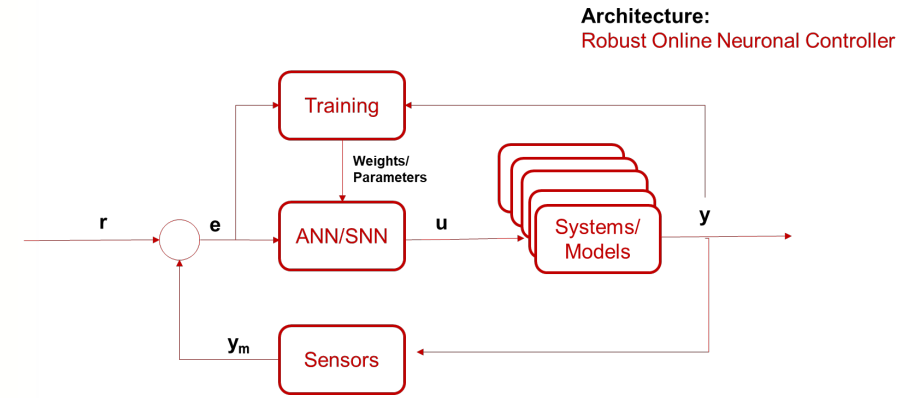 Architecture:
Robust Online Neuronal Controller
Training
Weights/
Parameters
r
e
ANN/SNN
u
Systems/
Models
y
ym
Sensors